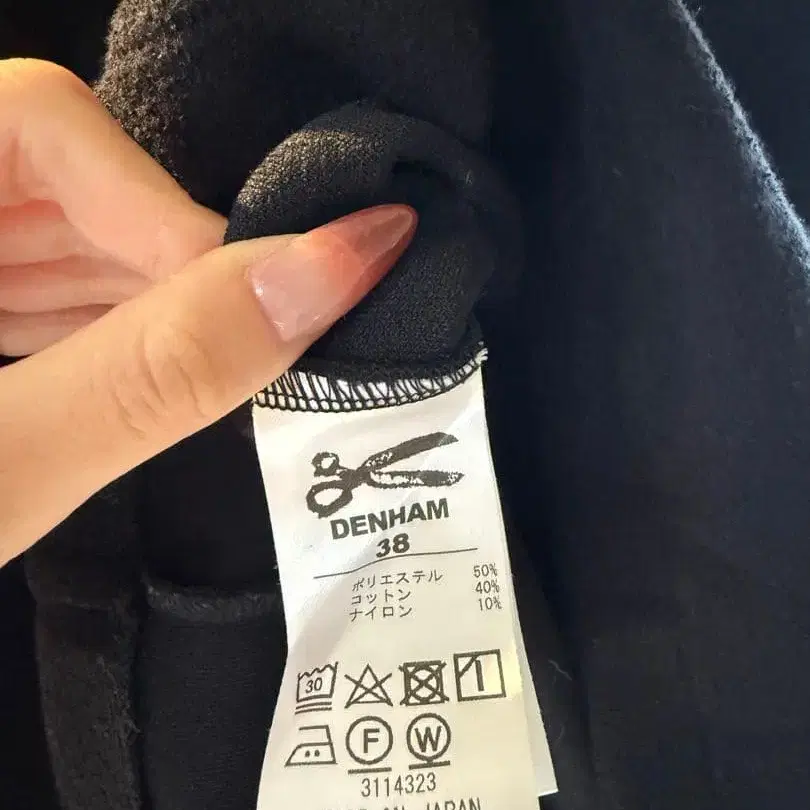 DENHAM
38
ポリエステル 50%
コットン 40%
ナイロン 10%
30
F W
3114323
JAPAN